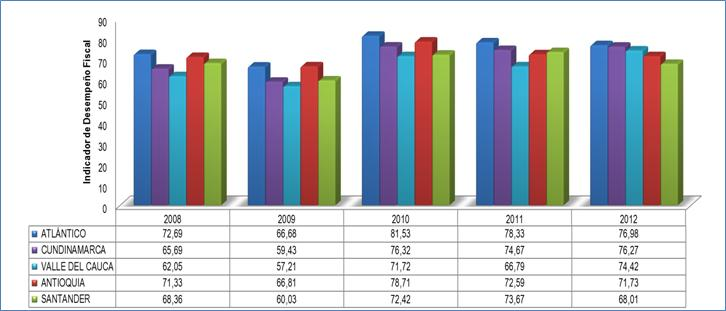 Indicador de Desempeño Fiscal
90
80
70
60
50
40
30
20
10
0
2008 2009 2010 2011 2012
ATLÁNTICO 72,69 66,68 81,53 78,33 76,98
CUNDINAMARCA 65,69 59,43 76,32 74,67 76,27
VALLE DEL CAUCA 62,05 57,21 71,72 66,79 74,42
ANTIOQUIA 71,33 66,81 78,71 72,59 71,73
SANTANDER 68,36 60,03 72,42 73,67 68,01